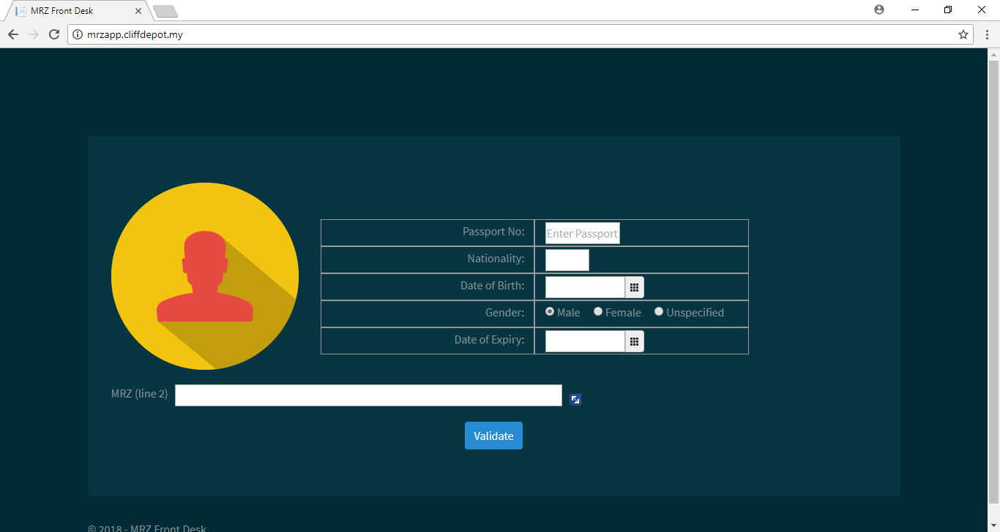 MRZ Front Desk
mrzapp.cliffdepot.my
Passport No: Enter Passport
Nationality:
Date of Birth:
Gender: Male Female Unspecified
Date of Expiry:
MRZ (line 2)
Validate
© 2018 - MRZ Front Desk